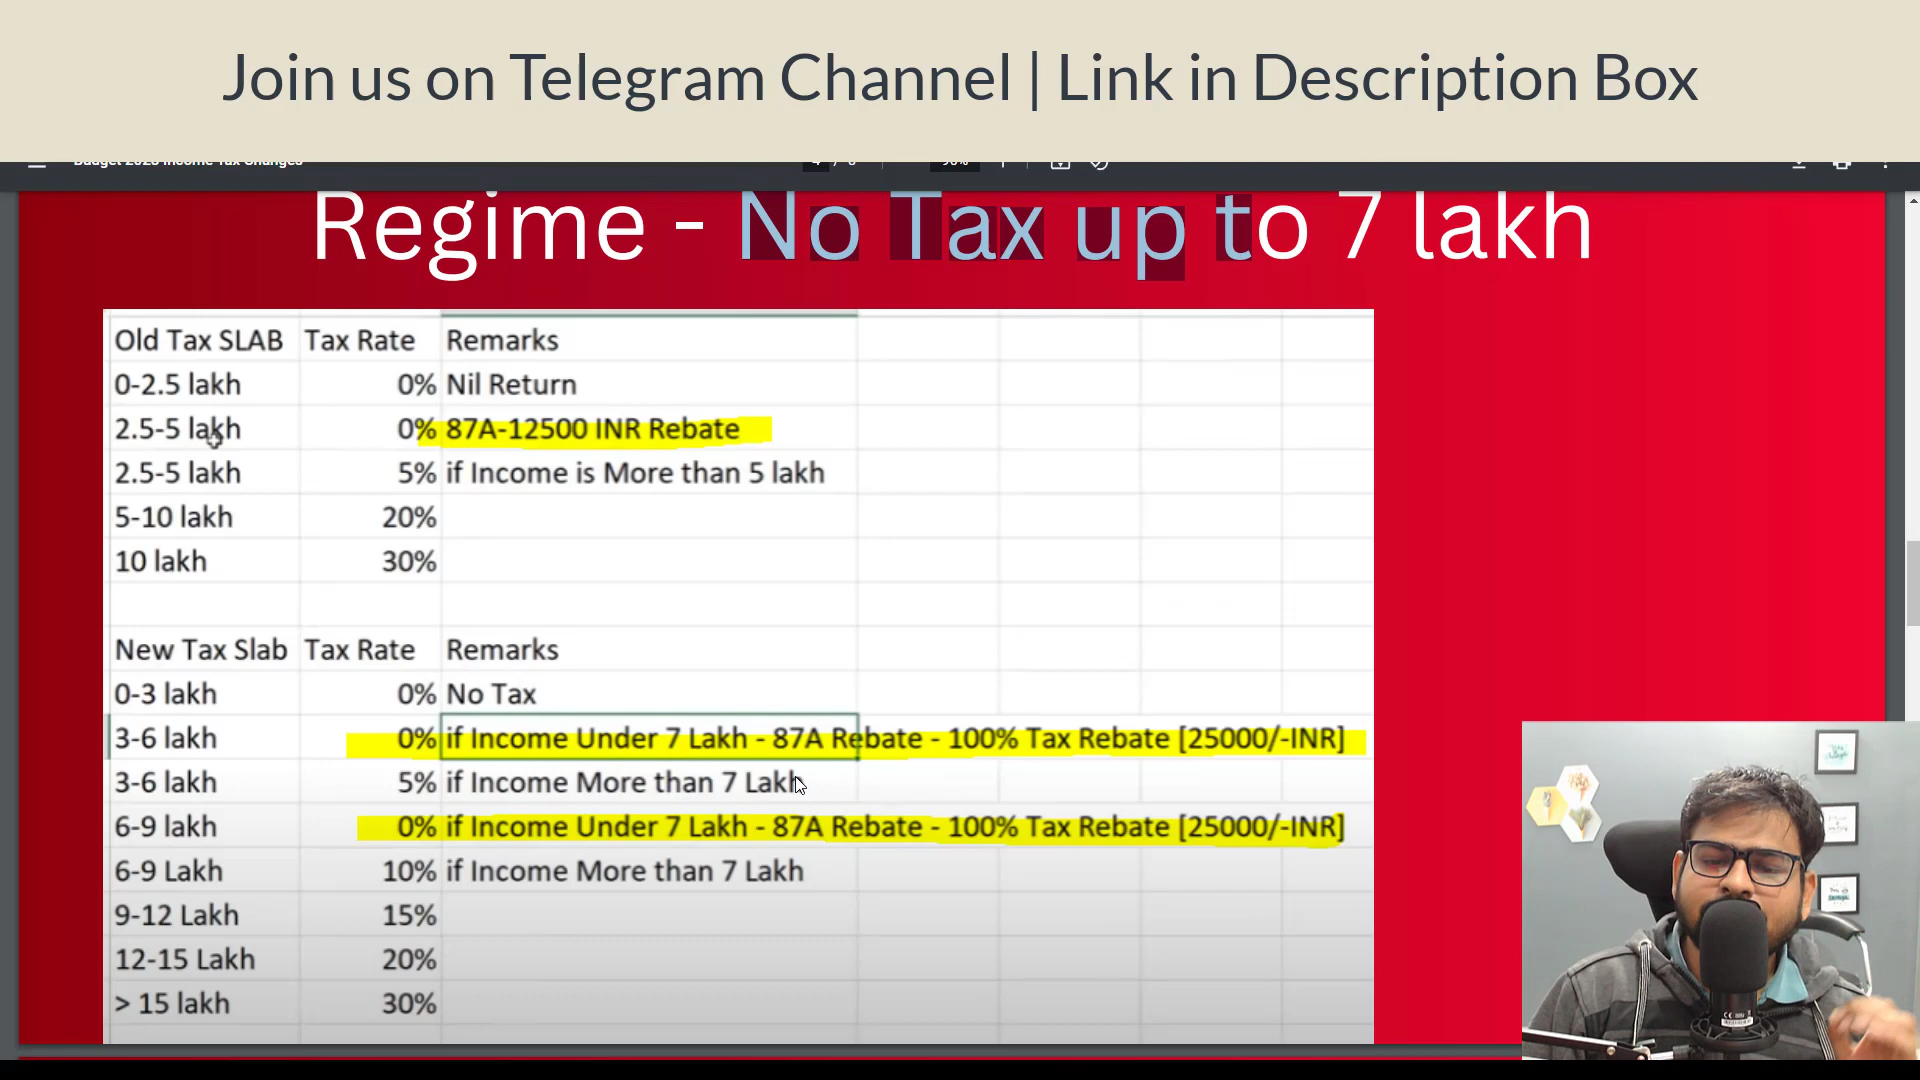 Join us on Telegram Channel | Link in Description Box
Budget 2023 Income Tax Changes
Regime - No Tax up to 7 lakh
Old Tax SLAB Tax Rate Remarks
0-2.5 lakh 0% Nil Return
2.5-5 lakh 0% 87A-12500 INR Rebate
2.5-5 lakh 5% if Income is More than 5 lakh
5-10 lakh 20%
10 lakh 30%
New Tax Slab Tax Rate Remarks
0-3 lakh 0% No Tax
3-6 lakh 0% if Income Under 7 Lakh - 87A Rebate - 100% Tax Rebate [25000/-INR]
3-6 lakh 5% if Income More than 7 Lakh
6-9 lakh 0% if Income Under 7 Lakh - 87A Rebate - 100% Tax Rebate [25000/-INR]
6-9 Lakh 10% if Income More than 7 Lakh
9-12 Lakh 15%
12-15 Lakh 20%
> 15 lakh 30%